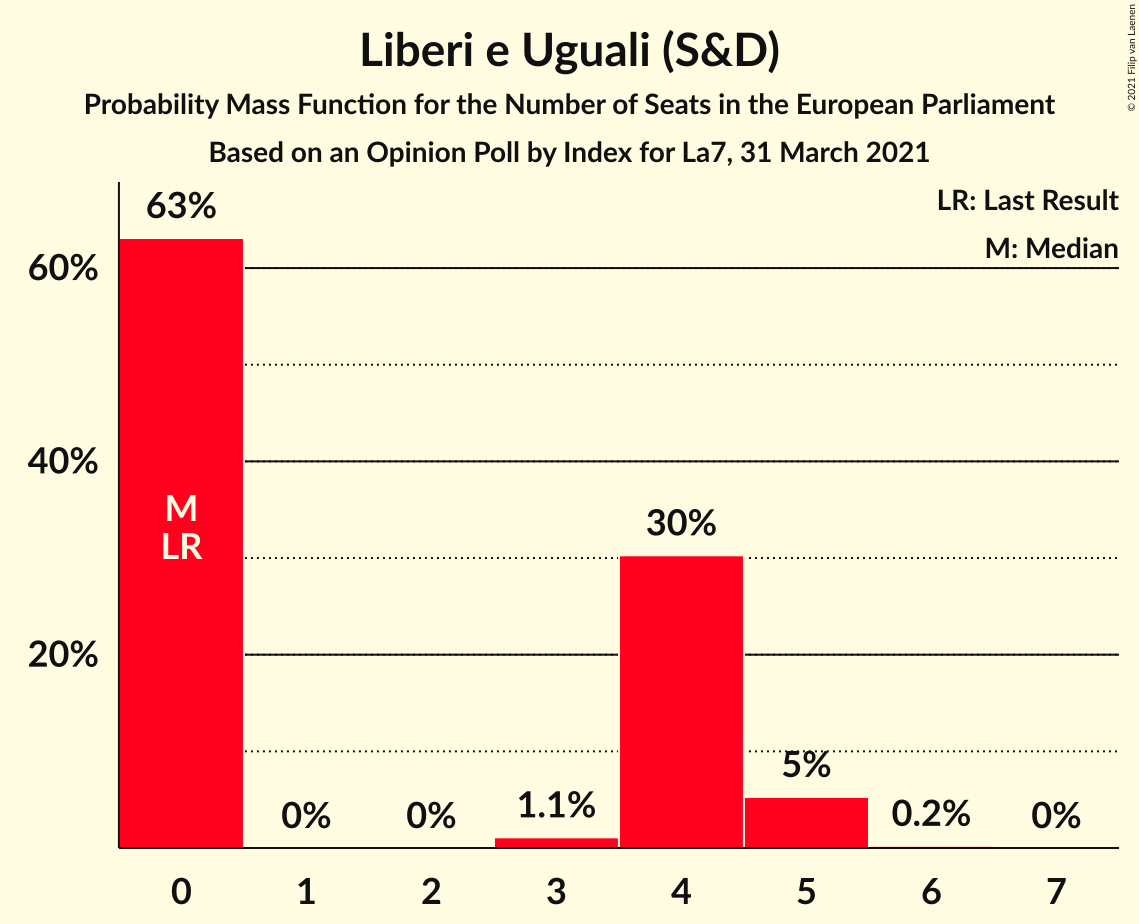 Liberi e Uguali (S&D)
Probability Mass Function for the Number of Seats in the European Parliament
Based on an Opinion Poll by Index for La7, 31 March 2021
© 2021 Filip van Laenen
LR: Last Result
M: Median
63%
60%
40%
20%
M
LR
0%
0%
1.1%
30%
5%
0.2%
0%
0 1 2 3 4 5 6 7